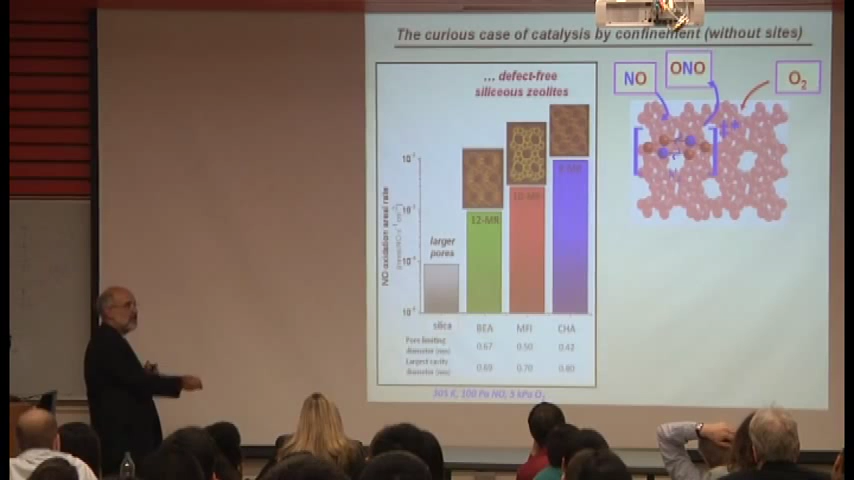 The curious case of catalysis by confinement (without sites)
... defect-free
siliceous zeolites
NO
ONO
O₂
12-MR
10-MR
8-MR
larger
pores
NO oxidation areal rate
silica BEA MFI CHA
Pore limiting
diameter (nm) 0.67 0.50 0.42
Largest cavity
diameter (nm) 0.69 0.70 0.80
305 K, 100 Pa NO, 5 kPa O₂